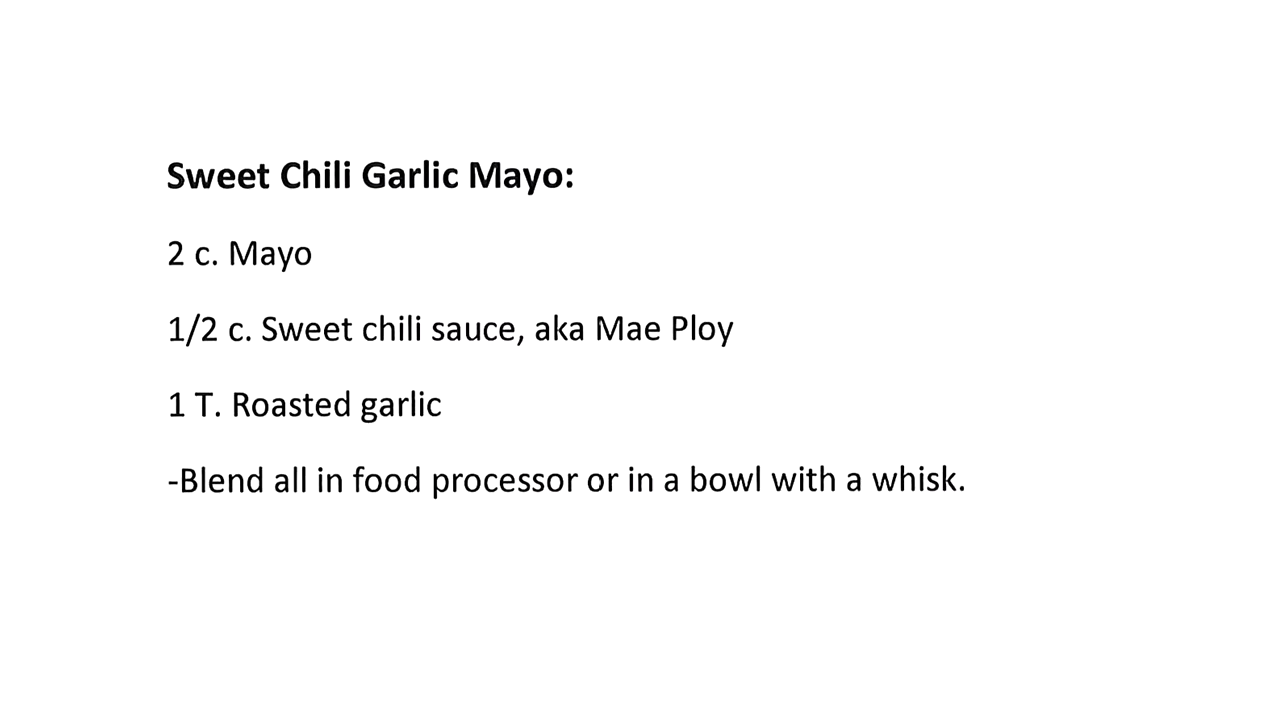 Sweet Chili Garlic Mayo:
2 c. Mayo
1/2 c. Sweet chili sauce, aka Mae Ploy
1 T. Roasted garlic
-Blend all in food processor or in a bowl with a whisk.